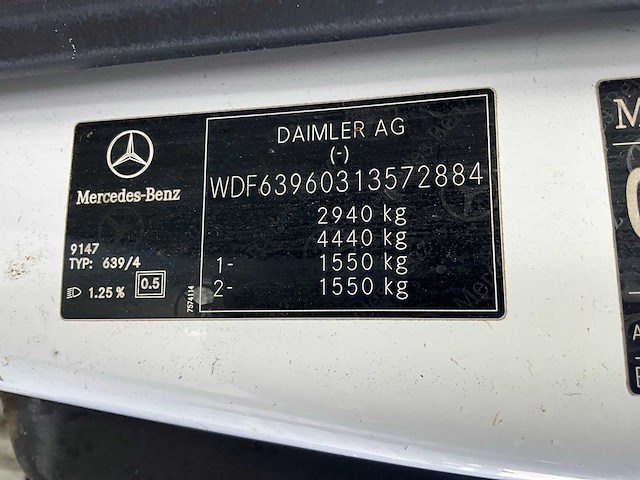 DAIMLER AG
(-)
WDF63960313572884
2940 kg
4440 kg
1- 1550 kg
2- 1550 kg
Mercedes-Benz
9147
TYP: 639/4
1.25 % 0.5
7574114
M
A